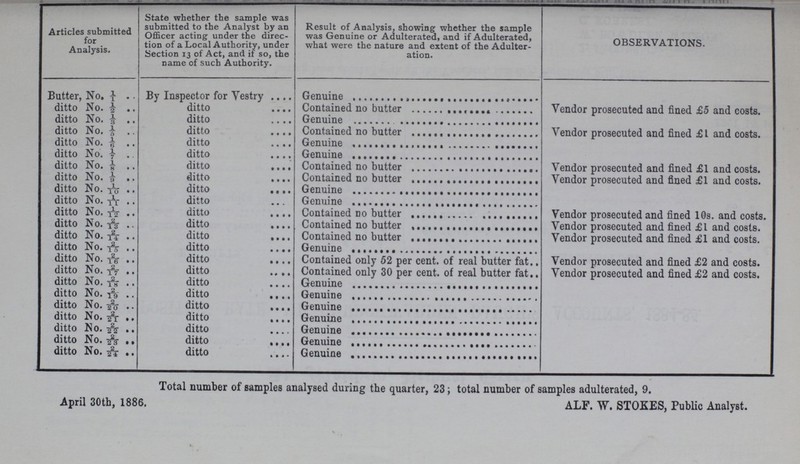 Articles submitted for Analysis.
State whether the sample was submitted to the Analyst by an Officer acting under the direction of a Local Authority, under Section 13 of Act, and if so, the name of such Authority.
Result of Analysis, showing whether the sample was Genuine or Adulterated, and if Adulterated, what were the nature and extent of the Adulteration.
OBSERVATIONS.
Butter, No. 1/1 .. By Inspector for Vestry .... Genuine ....
ditto No. 1/2 .. ditto .... Contained no butter .... Vendor prosecuted and fined £5 and costs.
ditto No. 1/3 .. ditto .... Genuine ....
ditto No. 1/5 .. ditto .... Contained no butter .... Vendor prosecuted and fined £1 and costs.
ditto No. 1/6 .. ditto .... Genuine ....
ditto No. 1/7 .. ditto .... Genuine ....
ditto No. 1/8 .. ditto .... Contained no butter .... Vendor prosecuted and fined £1 and costs.
ditto No. 1/9 .. ditto .... Contained no butter .... Vendor prosecuted and fined £1 and costs.
ditto No. 1/10 .. ditto .... Genuine ....
ditto No. 1/11 .. ditto .... Genuine ....
ditto No. 1/12 .. ditto .... Contained no butter .... Vendor prosecuted and fined 10s. and costs.
ditto No. 2/13 .. ditto .... Contained no butter .... Vendor prosecuted and fined £1 and costs.
ditto No. 2/14 .. ditto .... Contained no butter .... Vendor prosecuted and fined £1 and costs.
ditto No. 2/15 .. ditto .... Genuine ....
ditto No. 2/16 .. ditto .... Contained only 52 per cent. of real butter fat.. Vendor prosecuted and fined £2 and costs.
ditto No. 2/17 .. ditto .... Contained only 30 per cent. of real butter fat.. Vendor prosecuted and fined £2 and costs.
ditto No. 2/18 .. ditto .... Genuine ....
ditto No. 2/19 .. ditto .... Genuine ....
ditto No. 2/20 .. ditto .... Genuine ....
ditto No. 2/21 .. ditto .... Genuine ....
ditto No. 2/22 .. ditto .... Genuine ....
ditto No. 2/23 .. ditto .... Genuine ....
ditto No. 2/24 .. ditto .... Genuine ....
Total number of samples analysed during the quarter, 23; total number of samples adulterated, 9.
April 30th, 1886. ALF. W. STOKES, Public Analyst.